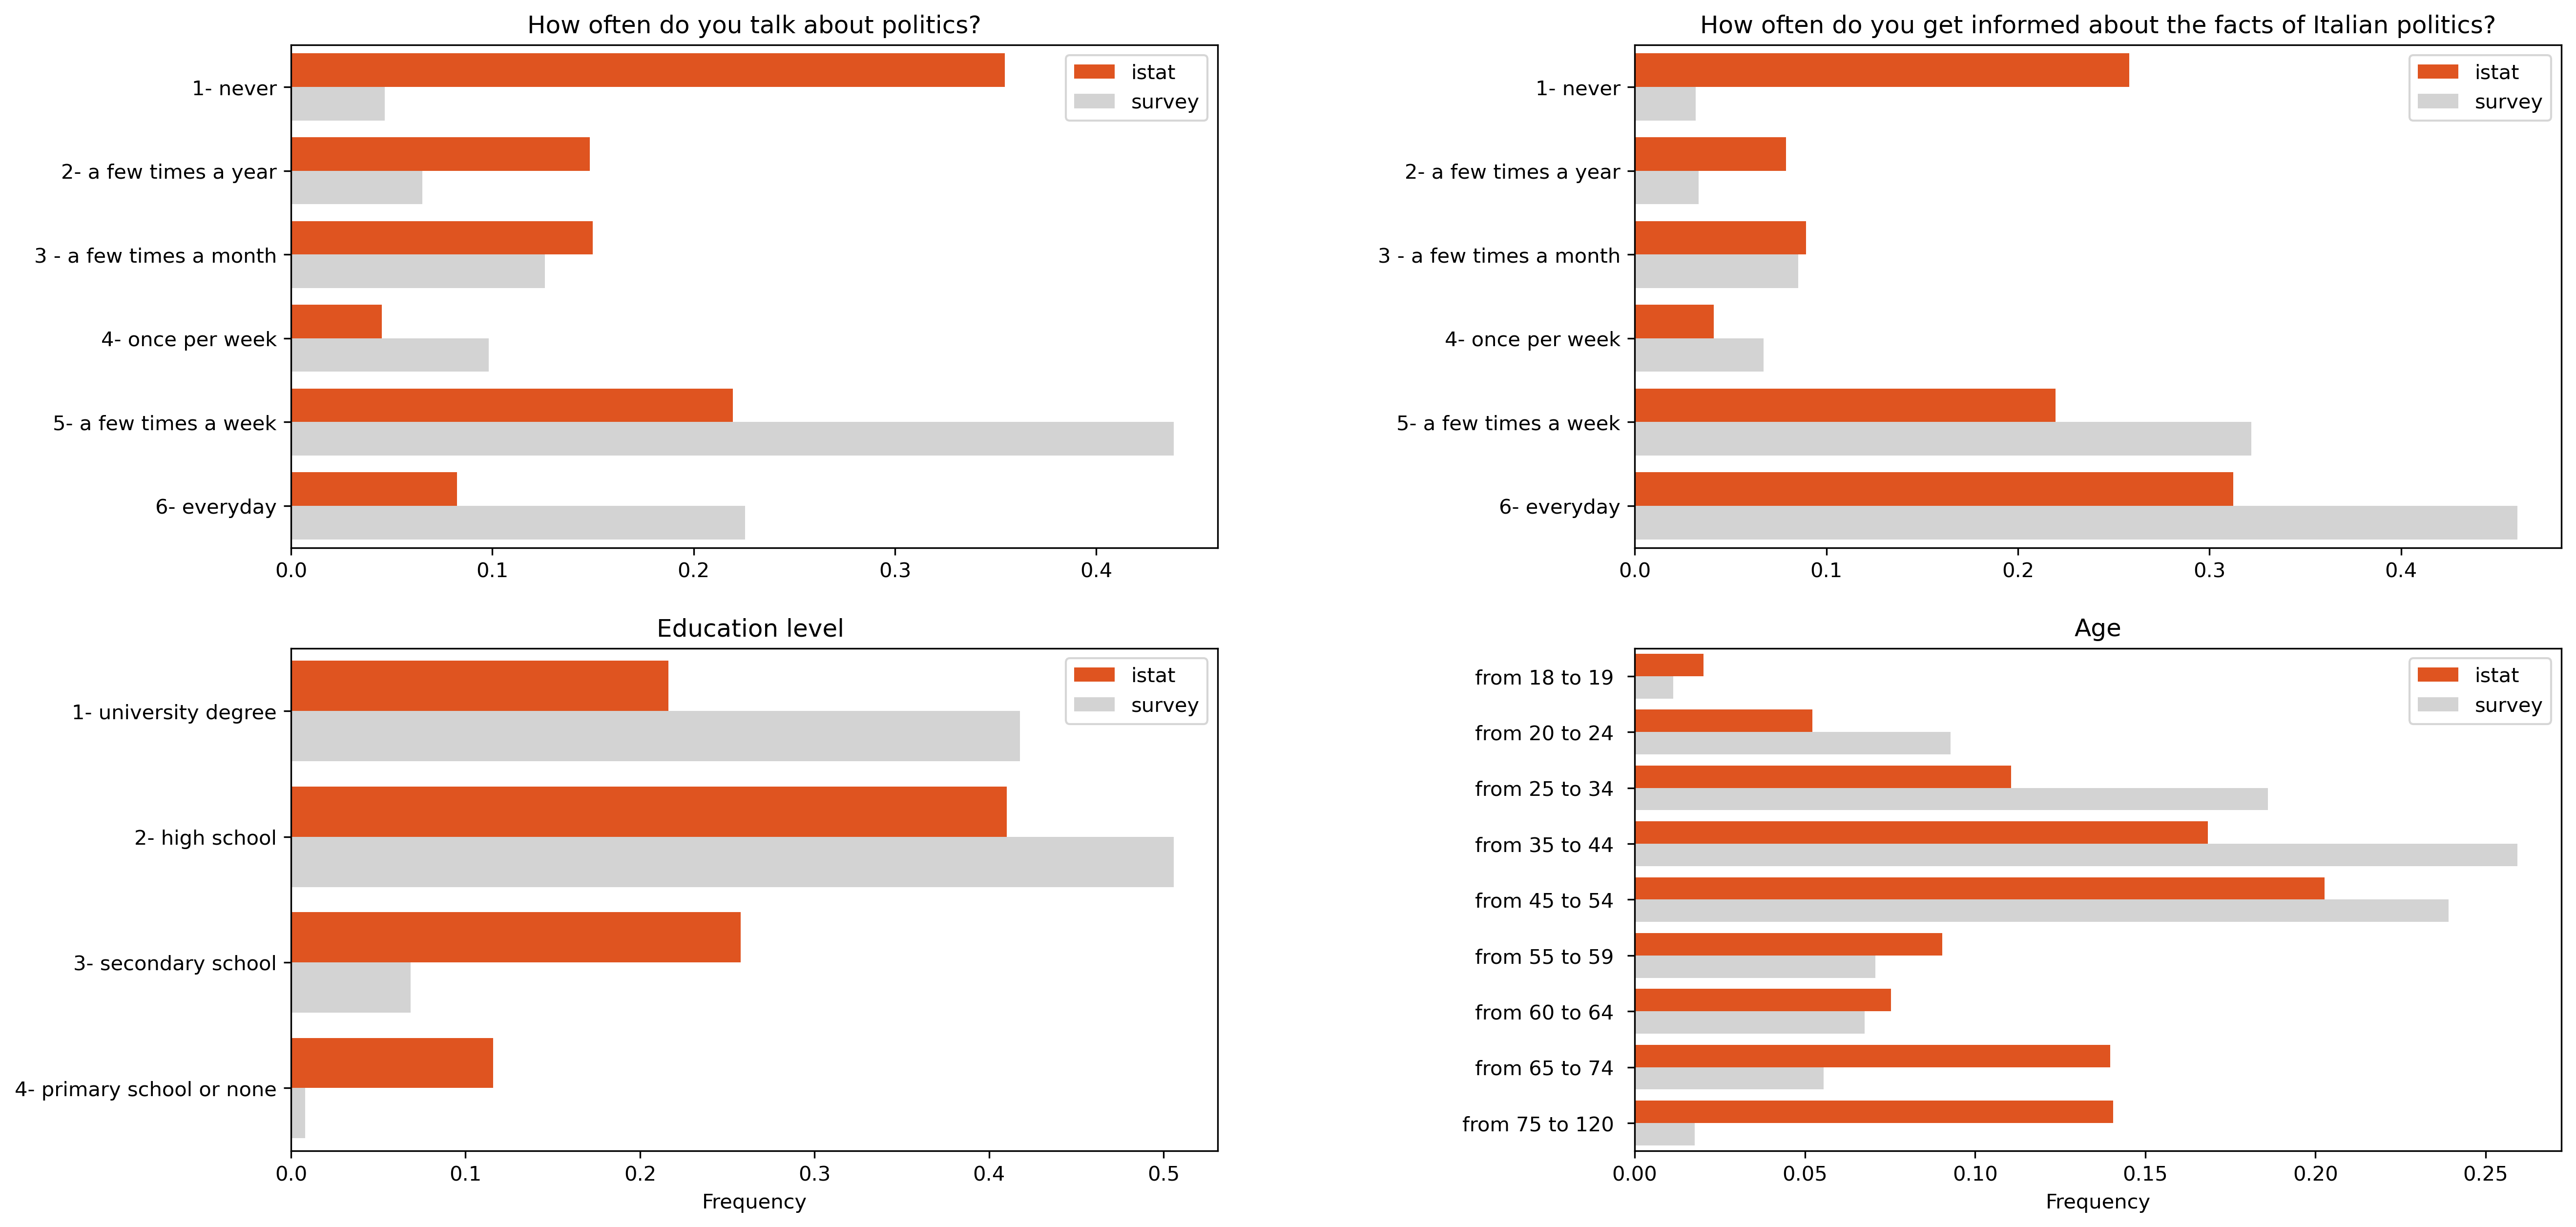 How often do you talk about politics?
istat
survey
1- never
2- a few times a year
3 - a few times a month
4- once per week
5- a few times a week
6- everyday
0.0 0.1 0.2 0.3 0.4
How often do you get informed about the facts of Italian politics?
istat
survey
1- never
2- a few times a year
3 - a few times a month
4- once per week
5- a few times a week
6- everyday
0.0 0.1 0.2 0.3 0.4
Education level
istat
survey
1- university degree
2- high school
3- secondary school
4- primary school or none
0.0 0.1 0.2 0.3 0.4 0.5
Frequency
Age
istat
survey
from 18 to 19
from 20 to 24
from 25 to 34
from 35 to 44
from 45 to 54
from 55 to 59
from 60 to 64
from 65 to 74
from 75 to 120
0.00 0.05 0.10 0.15 0.20 0.25
Frequency